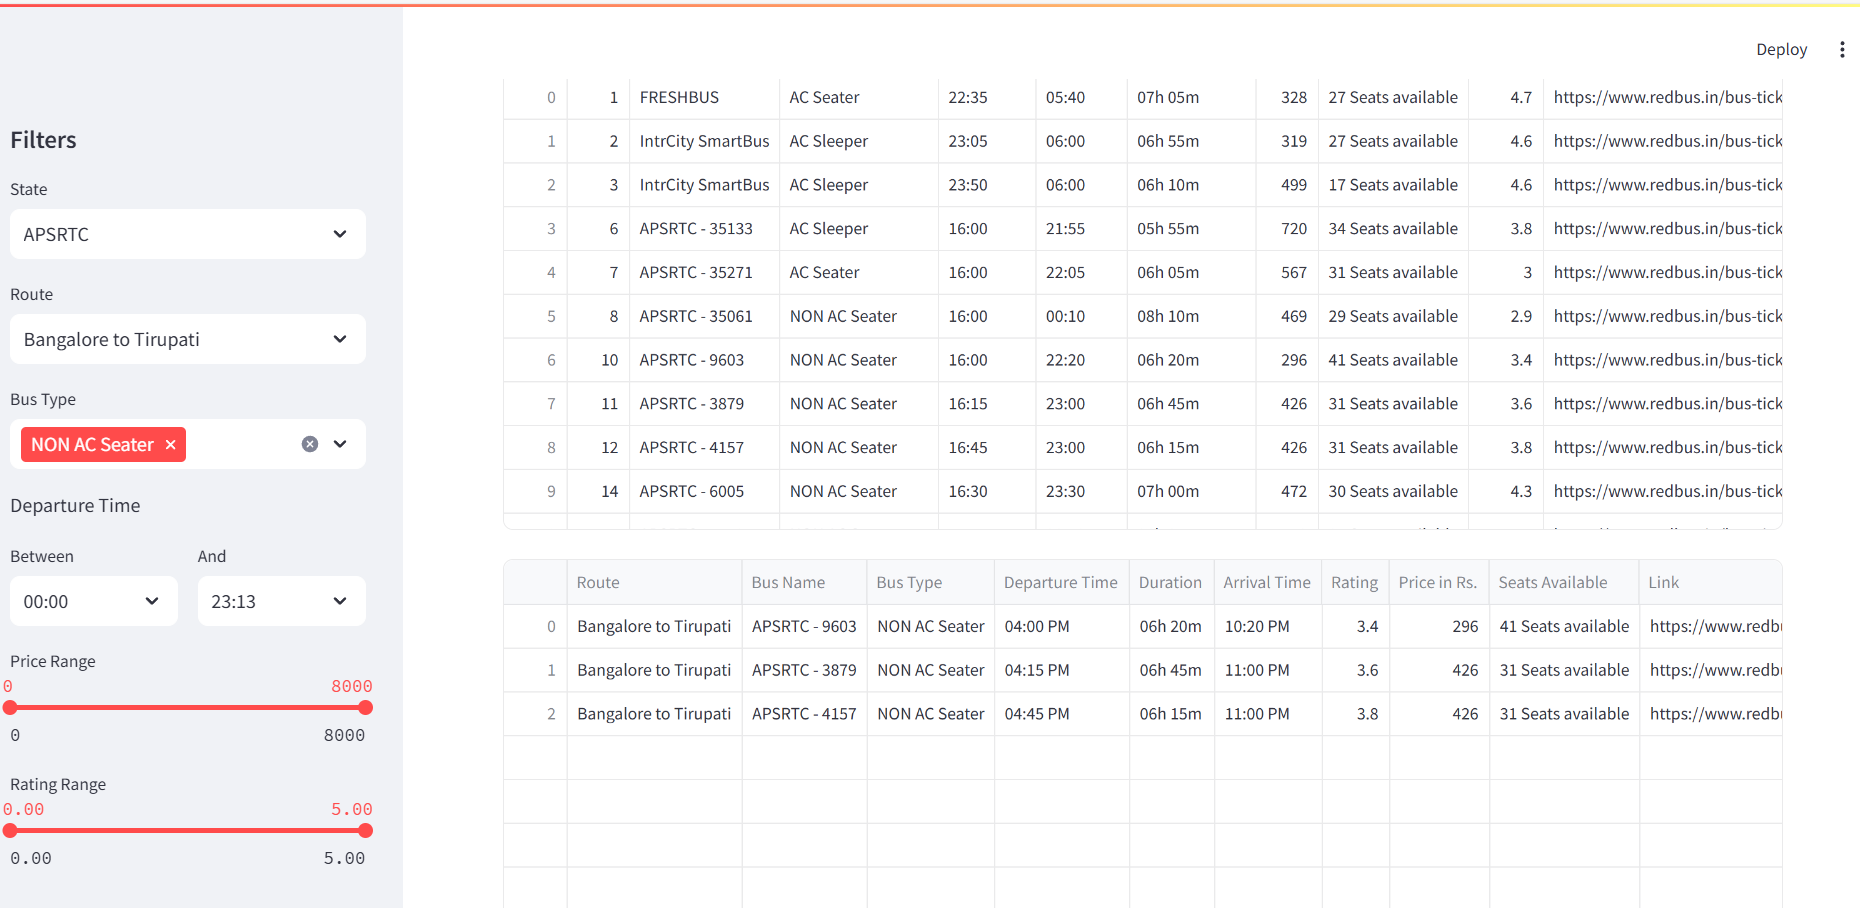 Deploy
Filters
State
APSRTC
Route
Bangalore to Tirupati
Bus Type
NON AC Seater
Departure Time
Between And
00:00 23:13
Price Range
0 8000
0 8000
Rating Range
0.00 5.00
0.00 5.00
0 1 FRESHBUS AC Seater 22:35 05:40 07h 05m 328 27 Seats available 4.7 https://www.redbus.in/bus-tick
1 2 IntrCity SmartBus AC Sleeper 23:05 06:00 06h 55m 319 27 Seats available 4.6 https://www.redbus.in/bus-tick
2 3 IntrCity SmartBus AC Sleeper 23:50 06:00 06h 10m 499 17 Seats available 4.6 https://www.redbus.in/bus-tick
3 6 APSRTC - 35133 AC Sleeper 16:00 21:55 05h 55m 720 34 Seats available 3.8 https://www.redbus.in/bus-tick
4 7 APSRTC - 35271 AC Seater 16:00 22:05 06h 05m 567 31 Seats available 3 https://www.redbus.in/bus-tick
5 8 APSRTC - 35061 NON AC Seater 16:00 00:10 08h 10m 469 29 Seats available 2.9 https://www.redbus.in/bus-tick
6 10 APSRTC - 9603 NON AC Seater 16:00 22:20 06h 20m 296 41 Seats available 3.4 https://www.redbus.in/bus-tick
7 11 APSRTC - 3879 NON AC Seater 16:15 23:00 06h 45m 426 31 Seats available 3.6 https://www.redbus.in/bus-tick
8 12 APSRTC - 4157 NON AC Seater 16:45 23:00 06h 15m 426 31 Seats available 3.8 https://www.redbus.in/bus-tick
9 14 APSRTC - 6005 NON AC Seater 16:30 23:30 07h 00m 472 30 Seats available 4.3 https://www.redbus.in/bus-tick
Route Bus Name Bus Type Departure Time Duration Arrival Time Rating Price in Rs. Seats Available Link
0 Bangalore to Tirupati APSRTC - 9603 NON AC Seater 04:00 PM 06h 20m 10:20 PM 3.4 296 41 Seats available https://www.redb
1 Bangalore to Tirupati APSRTC - 3879 NON AC Seater 04:15 PM 06h 45m 11:00 PM 3.6 426 31 Seats available https://www.redb
2 Bangalore to Tirupati APSRTC - 4157 NON AC Seater 04:45 PM 06h 15m 11:00 PM 3.8 426 31 Seats available https://www.redb